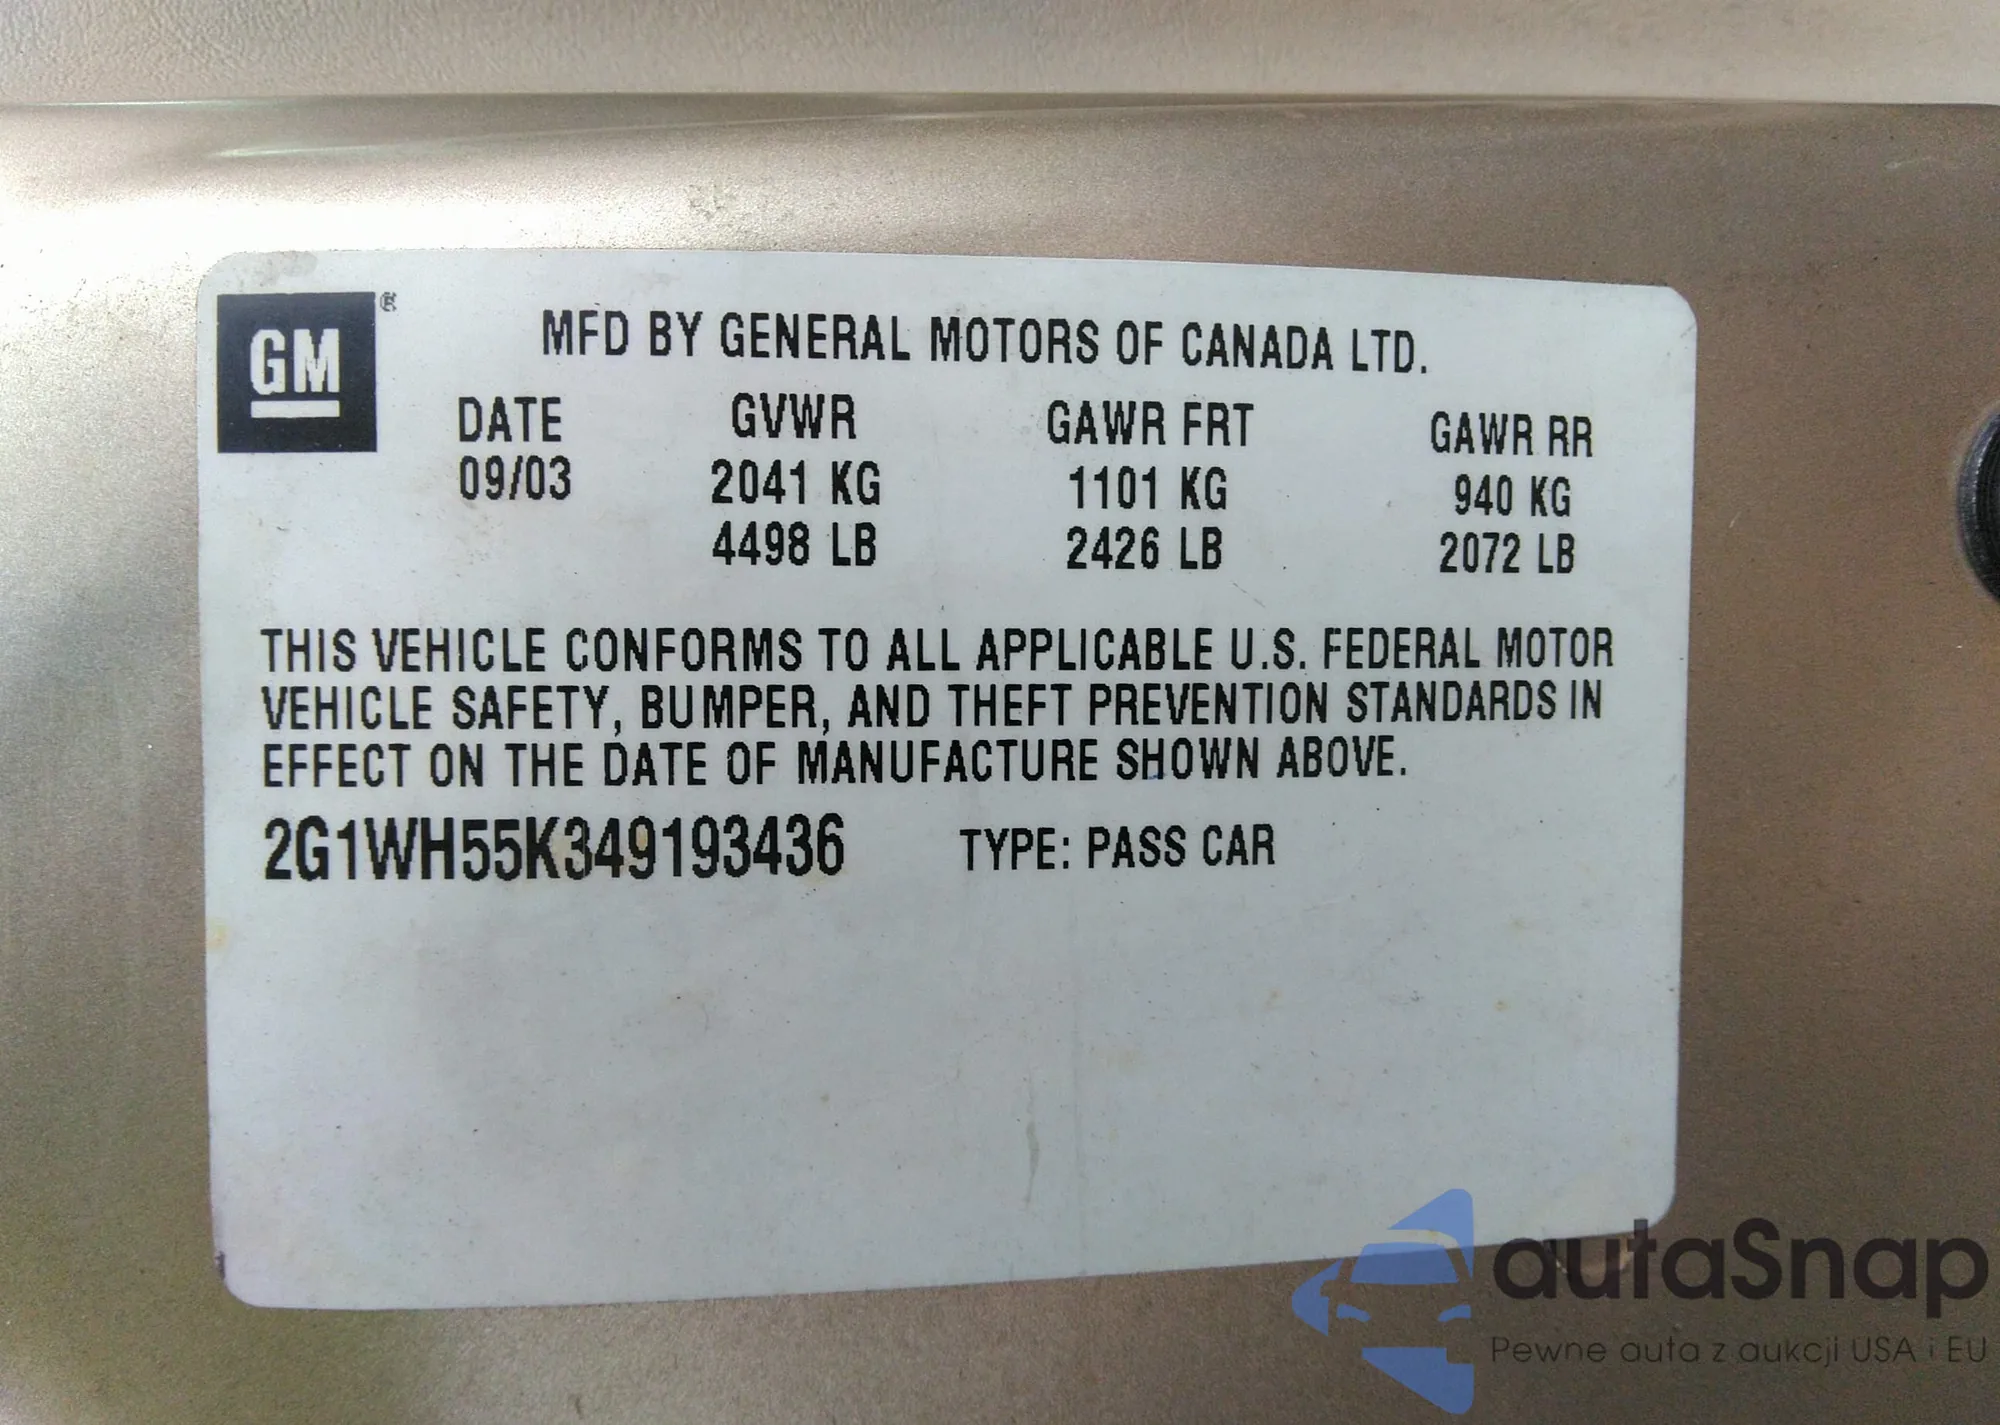 GM ®
MFD BY GENERAL MOTORS OF CANADA LTD.
DATE GVWR GAWR FRT GAWR RR
09/03 2041 KG 1101 KG 940 KG
4498 LB 2426 LB 2072 LB
THIS VEHICLE CONFORMS TO ALL APPLICABLE U.S. FEDERAL MOTOR
VEHICLE SAFETY, BUMPER, AND THEFT PREVENTION STANDARDS IN
EFFECT ON THE DATE OF MANUFACTURE SHOWN ABOVE.
2G1WH55K349193436 TYPE: PASS CAR
autaSnap
Pewne auta z aukcji USA i EU